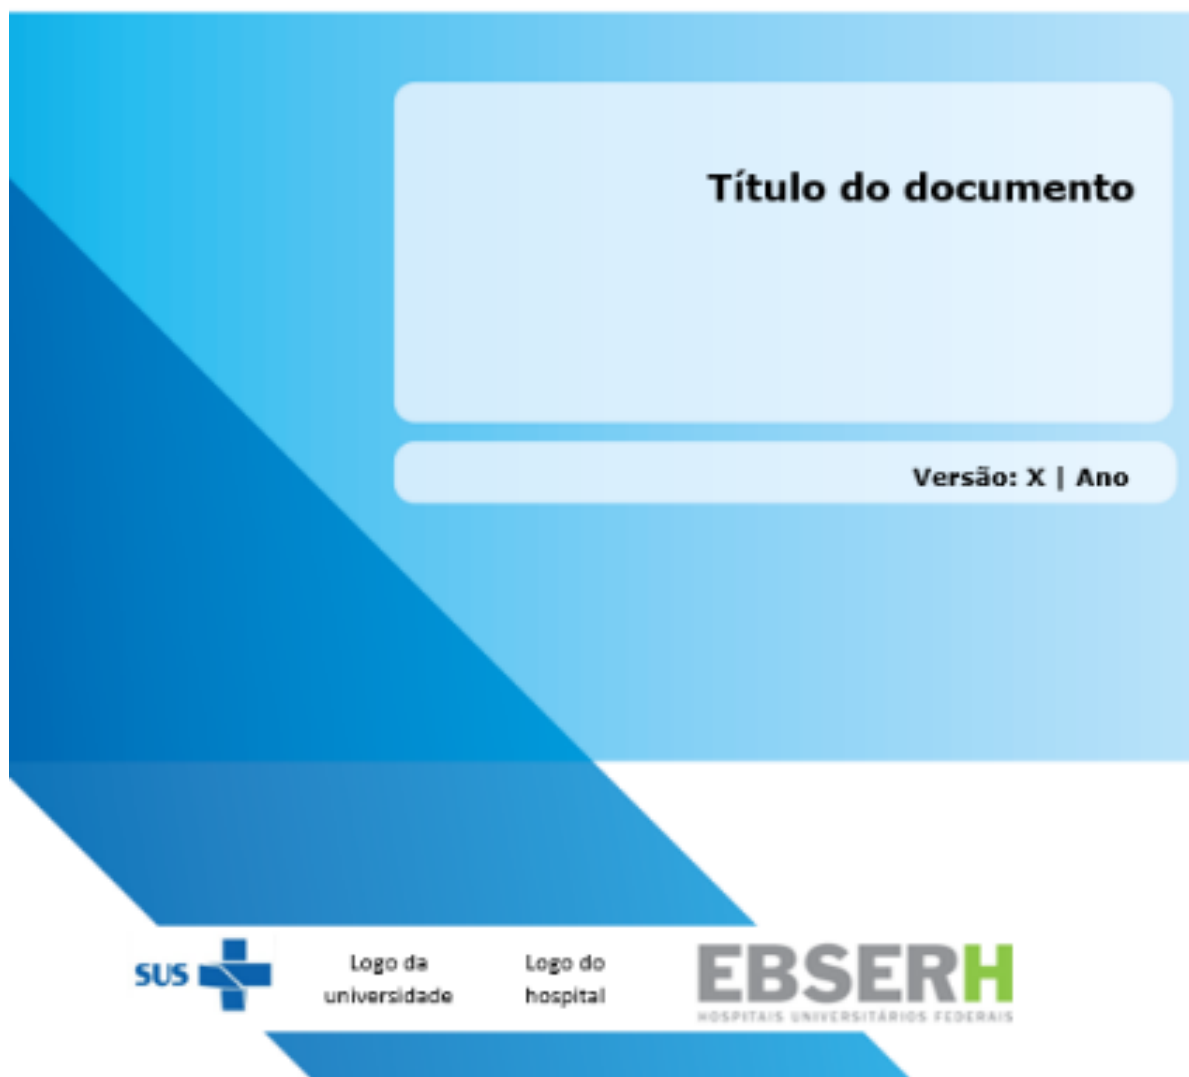 Título do documento
Versão: X | Ano
SUS
Logo da
universidade
Logo do
hospital
EBSERH
HOSPITAIS UNIVERSITÁRIOS FEDERAIS